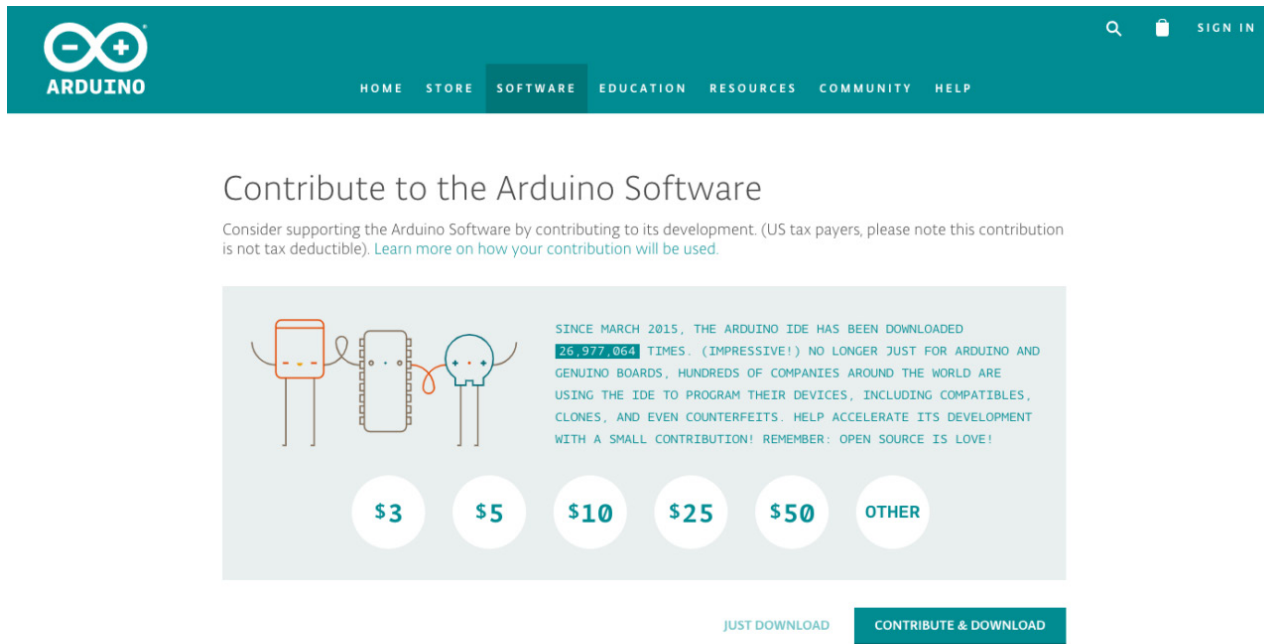 SIGN IN
ARDUINO
HOME STORE SOFTWARE EDUCATION RESOURCES COMMUNITY HELP
Contribute to the Arduino Software
Consider supporting the Arduino Software by contributing to its development. (US tax payers, please note this contribution
is not tax deductible). Learn more on how your contribution will be used.
SINCE MARCH 2015, THE ARDUINO IDE HAS BEEN DOWNLOADED
26,977,064 TIMES. (IMPRESSIVE!) NO LONGER JUST FOR ARDUINO AND
GENUINO BOARDS, HUNDREDS OF COMPANIES AROUND THE WORLD ARE
USING THE IDE TO PROGRAM THEIR DEVICES, INCLUDING COMPATIBLES,
CLONES, AND EVEN COUNTERFEITS. HELP ACCELERATE ITS DEVELOPMENT
WITH A SMALL CONTRIBUTION! REMEMBER: OPEN SOURCE IS LOVE!
$3 $5 $10 $25 $50 OTHER
JUST DOWNLOAD CONTRIBUTE & DOWNLOAD